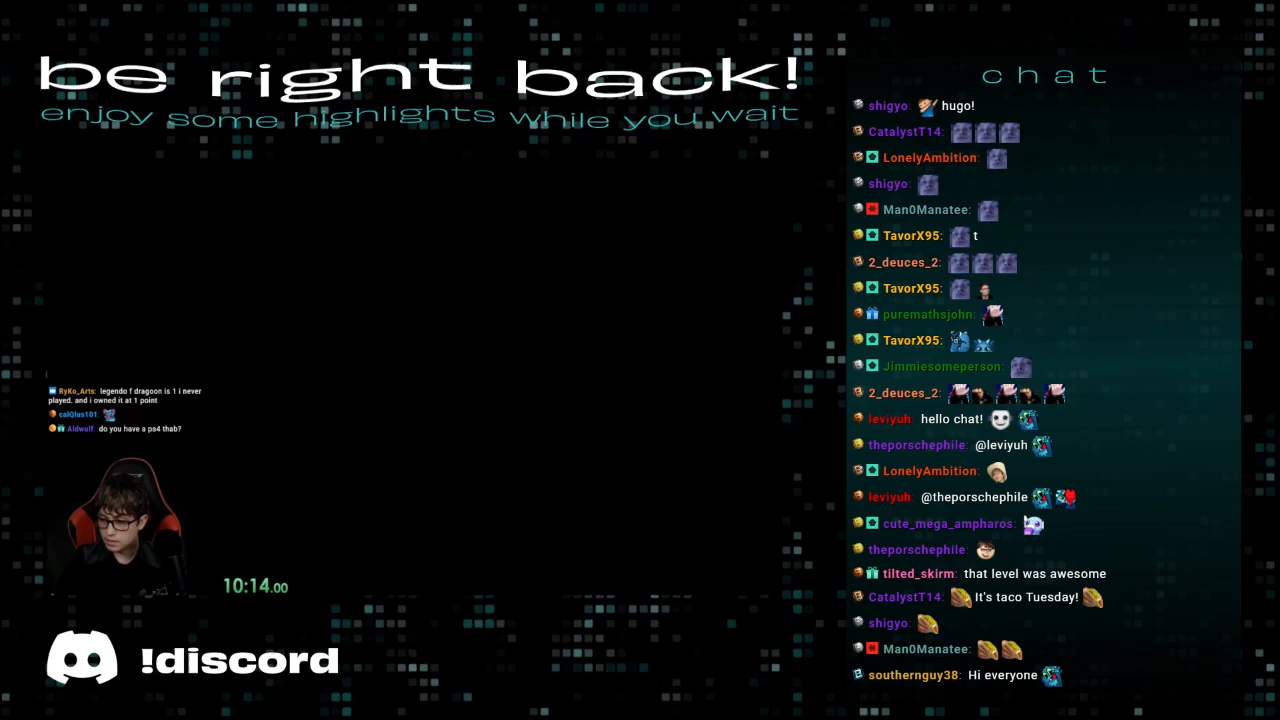 be right back!
enjoy some highlights while you wait
RyKo_Arts: legendo f dragoon is 1 i never
played. and i owned it at 1 point
calQlus101:
Aldwulf: do you have a ps4 thab?
10:14.00
!discord
chat
shigyo: hugo!
CatalystT14:
LonelyAmbition:
shigyo:
Man0Manatee:
TavorX95: t
2_deuces_2:
TavorX95:
puremathsjohn:
TavorX95:
Jimmiesomeperson:
2_deuces_2:
leviyuh: hello chat!
theporschephile: @leviyuh
LonelyAmbition:
leviyuh: @theporschephile
cute_mega_ampharos:
theporschephile:
tilted_skirm: that level was awesome
CatalystT14: It's taco Tuesday!
shigyo:
Man0Manatee:
southernguy38: Hi everyone